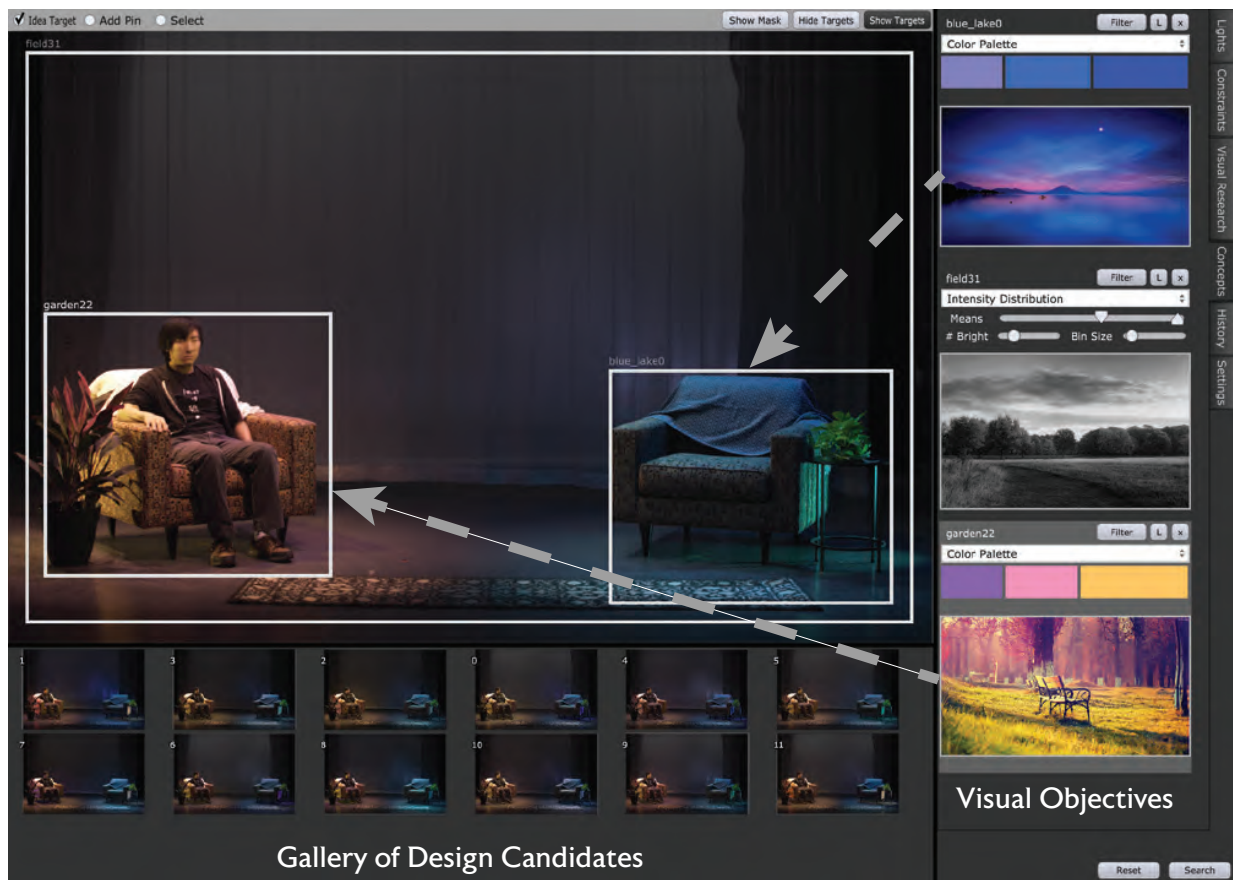 Idea Target Add Pin Select
Show Mask Hide Targets Show Targets
field31
garden22
blue_lake0
1 3 2 0 4 5
7 6 8 10 9 11
Gallery of Design Candidates
blue_lake0 Filter L x
Color Palette
field31 Filter L x
Intensity Distribution
Means
# Bright Bin Size
garden22 Filter L x
Color Palette
Visual Objectives
Lights
Constraints
Visual Research
Concepts
History
Settings
Reset Search